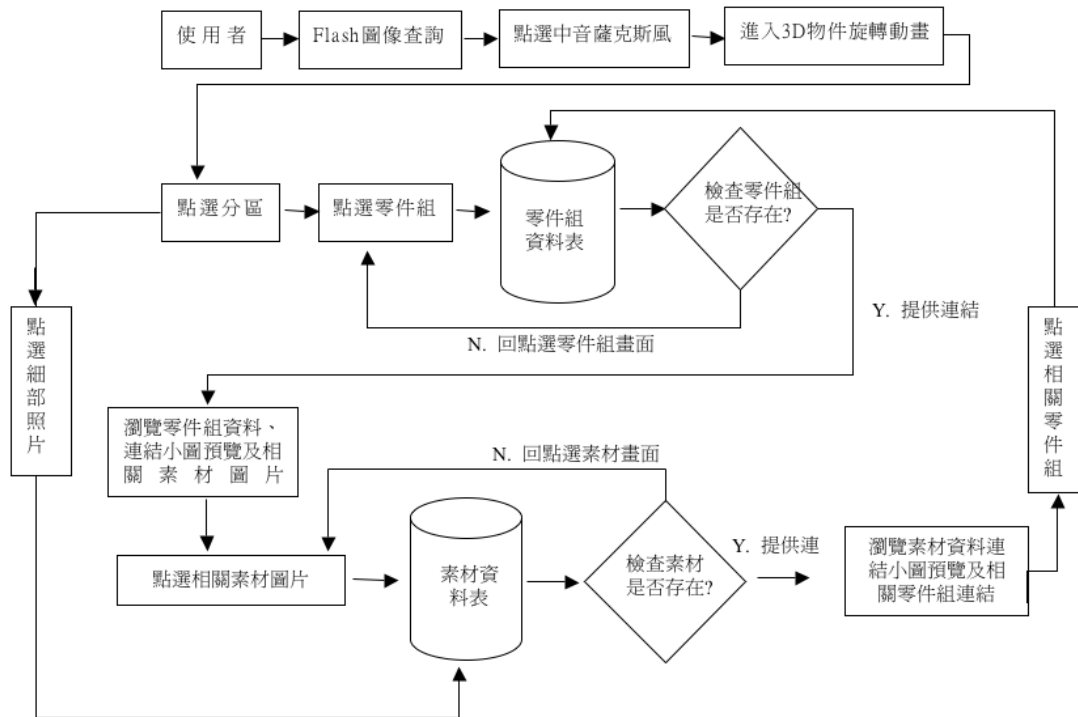 使用者
Flash圖像查詢
點選中音薩克斯風
進入3D物件旋轉動畫
點選分區
點選零件組
零件組
資料表
檢查零件組
是否存在?
Y. 提供連結
N. 回點選零件組畫面
點選細部照片
點選相關零件組
瀏覽零件組資料、
連結小圖預覽及相
關素材圖片
N. 回點選素材畫面
點選相關素材圖片
素材資
料表
檢查素材
是否存在?
Y. 提供連
瀏覽素材資料連
結小圖預覽及相
關零件組連結